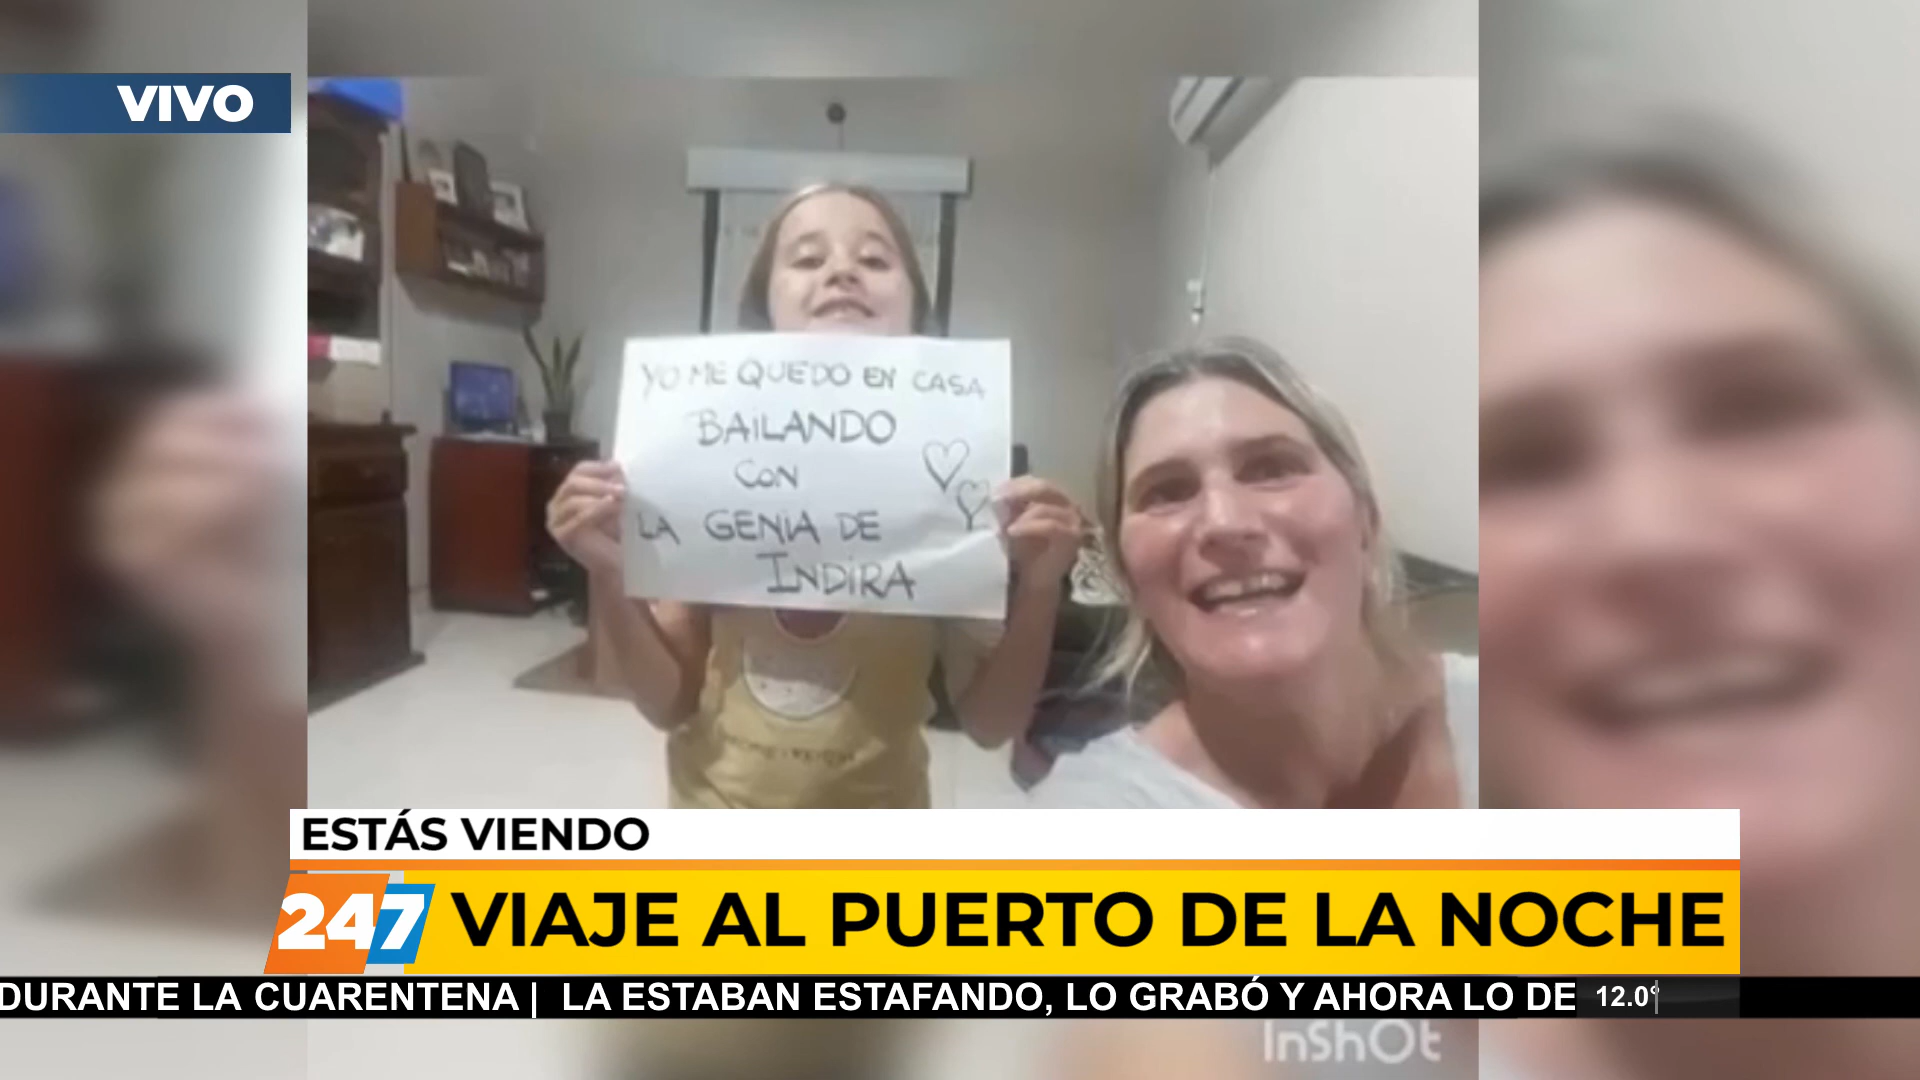 VIVO
YO ME QUEDO EN CASA
BAILANDO
CON
LA GENIA DE
INDIRA
ESTÁS VIENDO
247 VIAJE AL PUERTO DE LA NOCHE
DURANTE LA CUARENTENA | LA ESTABAN ESTAFANDO, LO GRABÓ Y AHORA LO DE 12.0°
InShOt